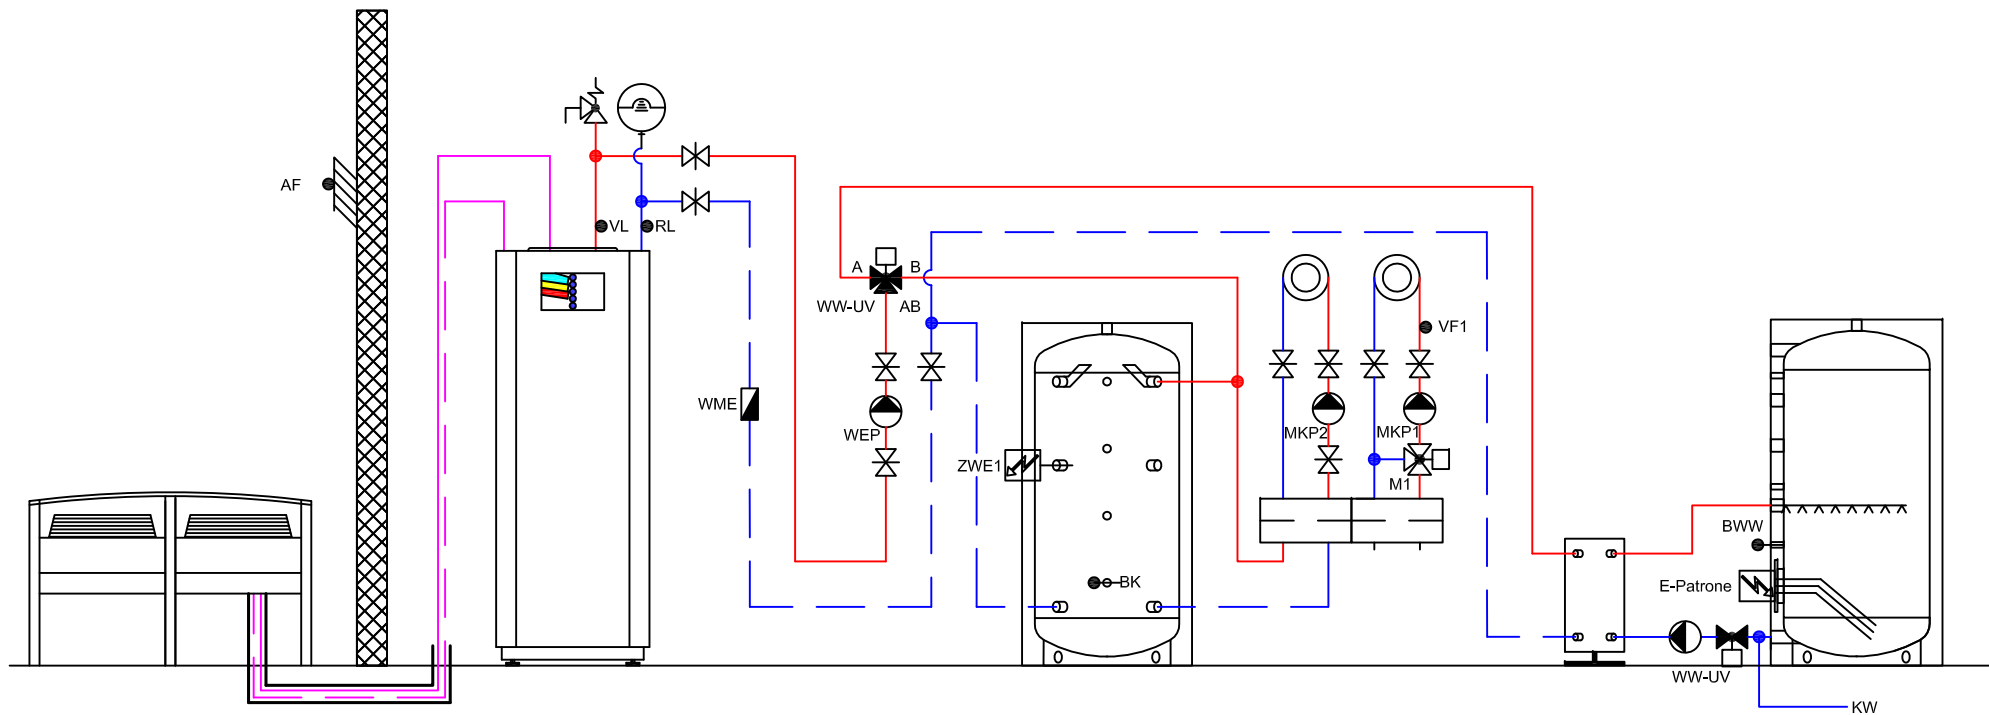 AF
VL
RL
A
B
WW-UV
AB
VF1
WME
WEP
MKP2
MKP1
ZWE1
M1
BWW
BK
E-Patrone
WW-UV
KW